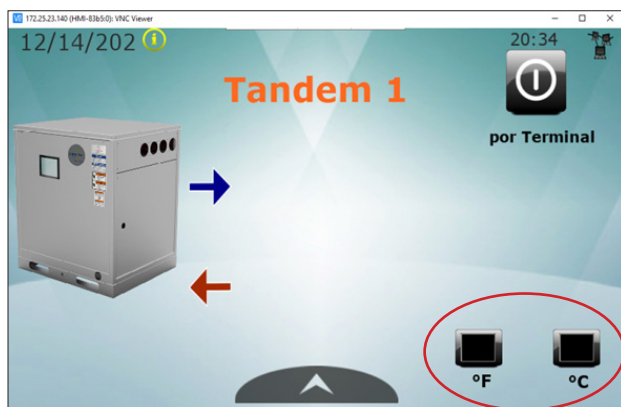 172.25.23.140 (HMI-83b5:0): VNC Viewer
12/14/202
20:34
Tandem 1
por Terminal
°F
°C